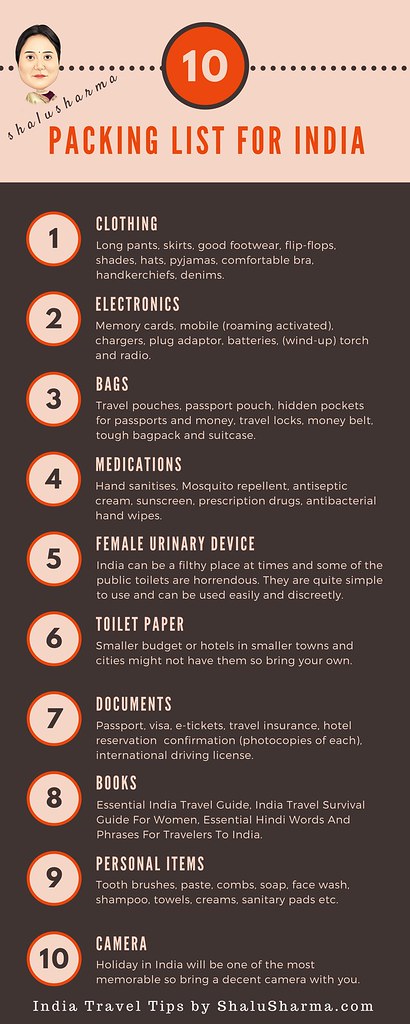 10
shalusharma
PACKING LIST FOR INDIA
1
CLOTHING
Long pants, skirts, good footwear, flip-flops,
shades, hats, pyjamas, comfortable bra,
handkerchiefs, denims.
2
ELECTRONICS
Memory cards, mobile (roaming activated),
chargers, plug adaptor, batteries, (wind-up) torch
and radio.
3
BAGS
Travel pouches, passport pouch, hidden pockets
for passports and money, travel locks, money belt,
tough bagpack and suitcase.
4
MEDICATIONS
Hand sanitises, Mosquito repellent, antiseptic
cream, sunscreen, prescription drugs, antibacterial
hand wipes.
5
FEMALE URINARY DEVICE
India can be a filthy place at times and some of the
public toilets are horrendous. They are quite simple
to use and can be used easily and discreetly.
6
TOILET PAPER
Smaller budget or hotels in smaller towns and
cities might not have them so bring your own.
7
DOCUMENTS
Passport, visa, e-tickets, travel insurance, hotel
reservation confirmation (photocopies of each),
international driving license.
8
BOOKS
Essential India Travel Guide, India Travel Survival
Guide For Women, Essential Hindi Words And
Phrases For Travelers To India.
9
PERSONAL ITEMS
Tooth brushes, paste, combs, soap, face wash,
shampoo, towels, creams, sanitary pads etc.
10
CAMERA
Holiday in India will be one of the most
memorable so bring a decent camera with you.
India Travel Tips by ShaluSharma.com